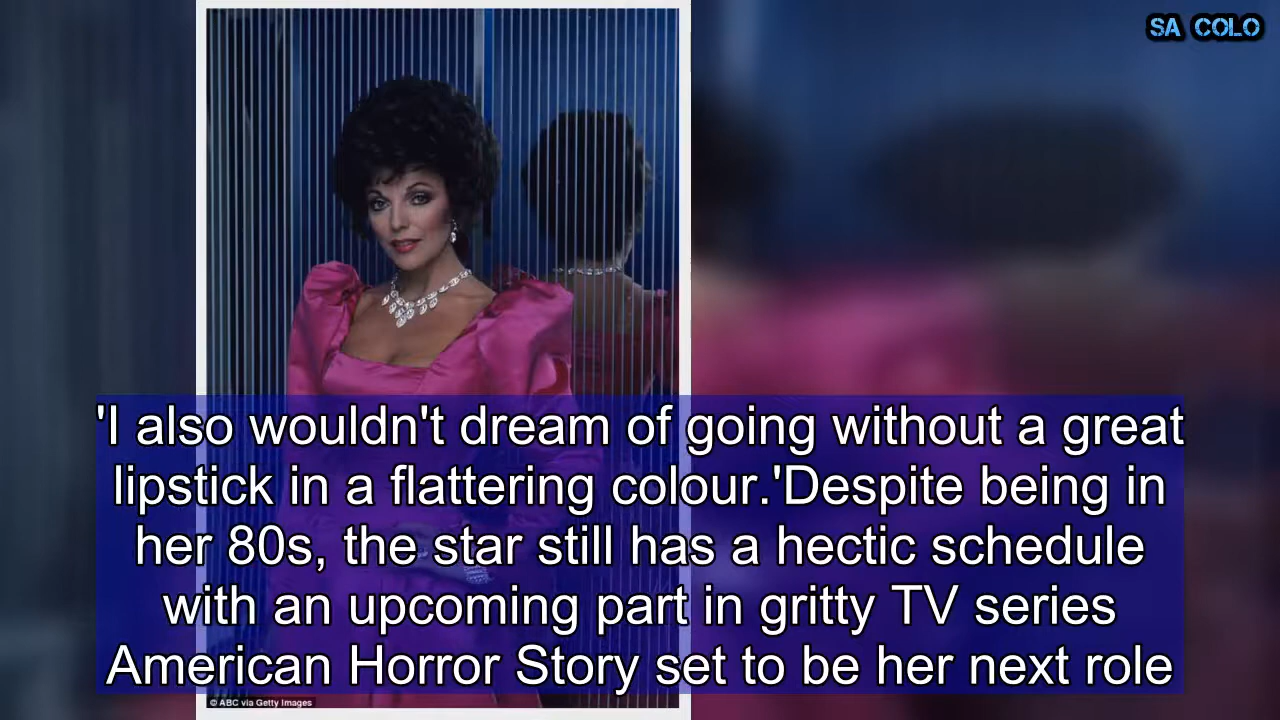 SA COLO
'I also wouldn't dream of going without a great
lipstick in a flattering colour.'Despite being in
her 80s, the star still has a hectic schedule
with an upcoming part in gritty TV series
American Horror Story set to be her next role
© ABC via Getty Images